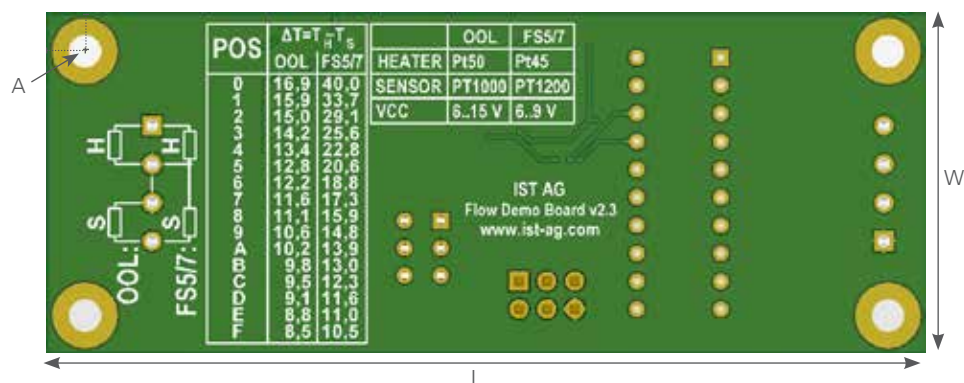 A
POS ΔT=TH-TS
OOL FS5/7
0 16,9 40,0
1 15,9 33,7
2 15,0 29,1
3 14,2 25,6
4 13,4 22,8
5 12,8 20,6
6 12,2 18,8
7 11,6 17,3
8 11,1 15,9
9 10,6 14,8
A 10,2 13,9
B 9,8 13,0
C 9,5 12,3
D 9,1 11,6
E 8,8 11,0
F 8,5 10,5
OOL FS5/7
HEATER Pt50 Pt45
SENSOR PT1000 PT1200
VCC 6..15 V 6..9 V
H H
S S
OOL:
FS5/7:
IST AG
Flow Demo Board v2.3
www.ist-ag.com
W
L